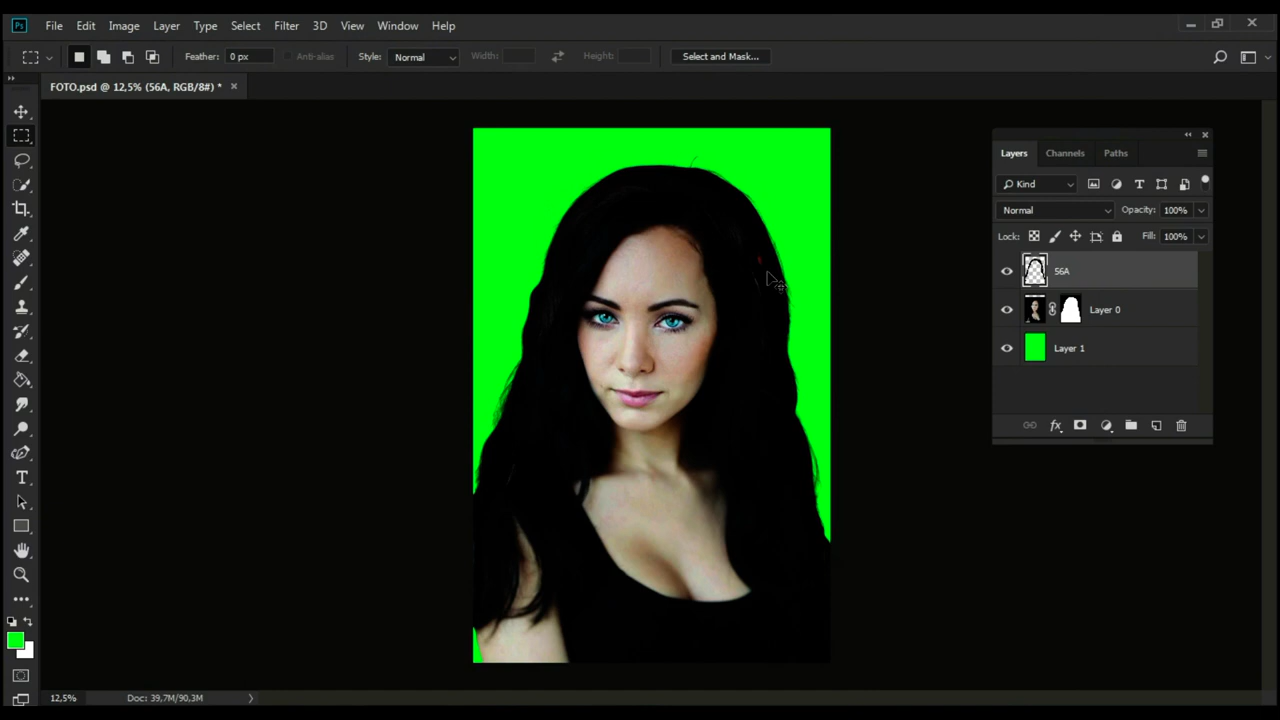 Ps File Edit Image Layer Type Select Filter 3D View Window Help
Feather: 0 px Anti-alias Style: Normal Width: Height: Select and Mask...
FOTO.psd @ 12,5% (56A, RGB/8#) *
Layers Channels Paths
Kind
Normal Opacity: 100%
Lock: Fill: 100%
56A
Layer 0
Layer 1
fx
12,5% Doc: 39,7M/90,3M